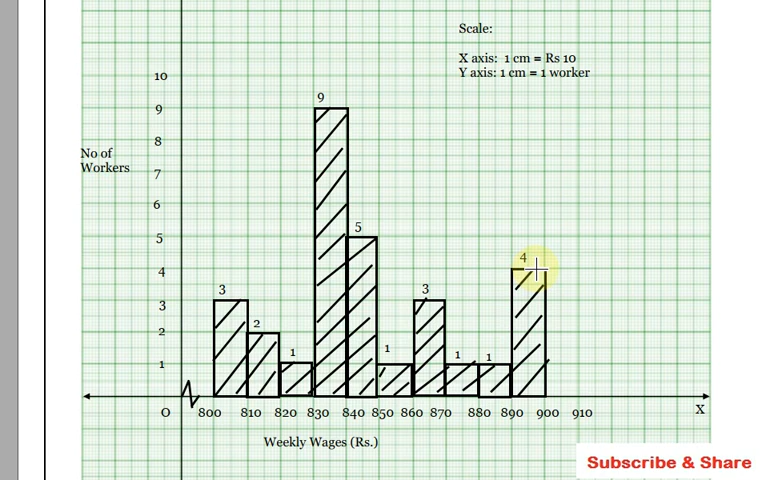 Scale:
X axis: 1 cm = Rs 10
Y axis: 1 cm = 1 worker
10
9
8
7
6
5
4
3
2
1
No of
Workers
9
5
4
3
3
2
1
1
1
1
O 800 810 820 830 840 850 860 870 880 890 900 910 X
Weekly Wages (Rs.)
Subscribe & Share